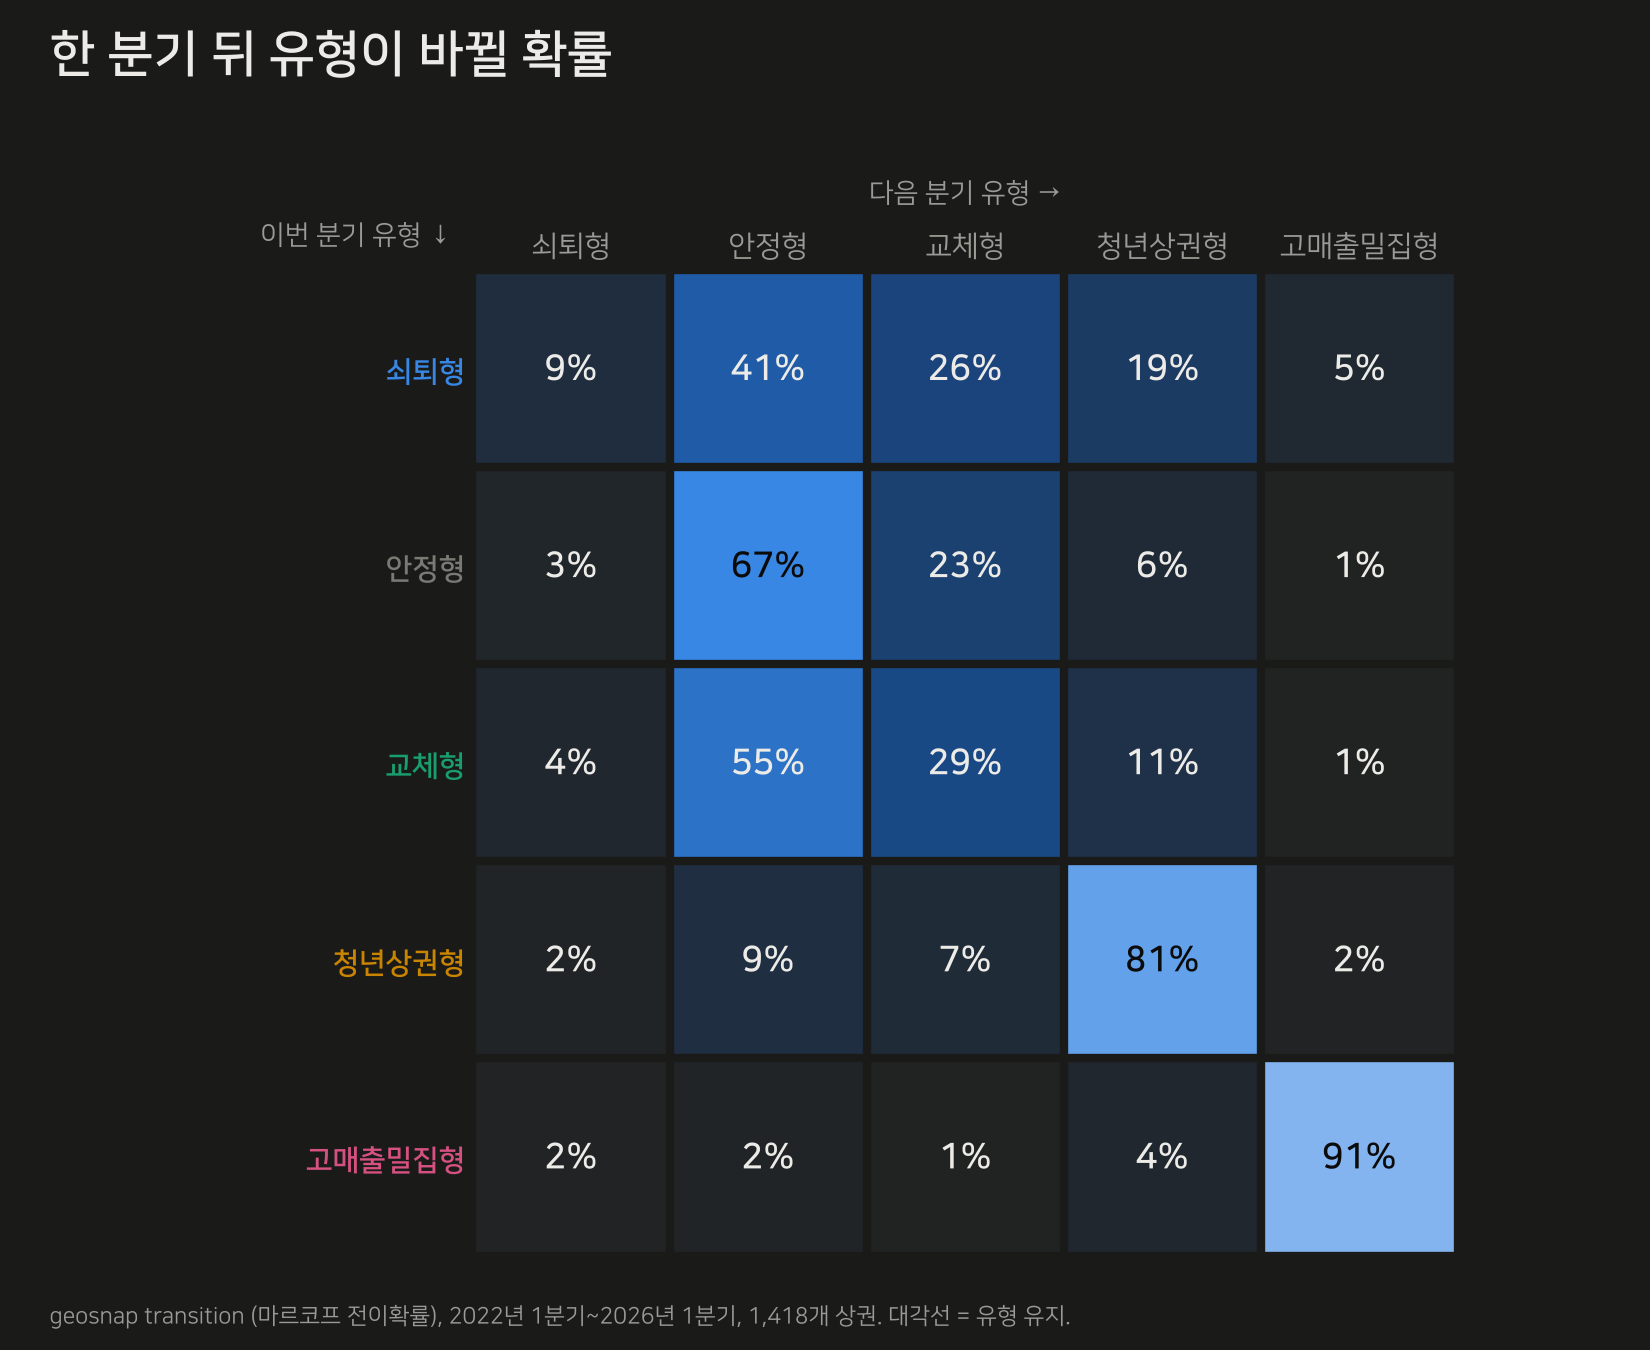 한 분기 뒤 유형이 바뀔 확률
다음 분기 유형 →
이번 분기 유형 ↓
쇠퇴형 안정형 교체형 청년상권형 고매출밀집형
쇠퇴형 9% 41% 26% 19% 5%
안정형 3% 67% 23% 6% 1%
교체형 4% 55% 29% 11% 1%
청년상권형 2% 9% 7% 81% 2%
고매출밀집형 2% 2% 1% 4% 91%
geosnap transition (마르코프 전이확률), 2022년 1분기~2026년 1분기, 1,418개 상권. 대각선 = 유형 유지.